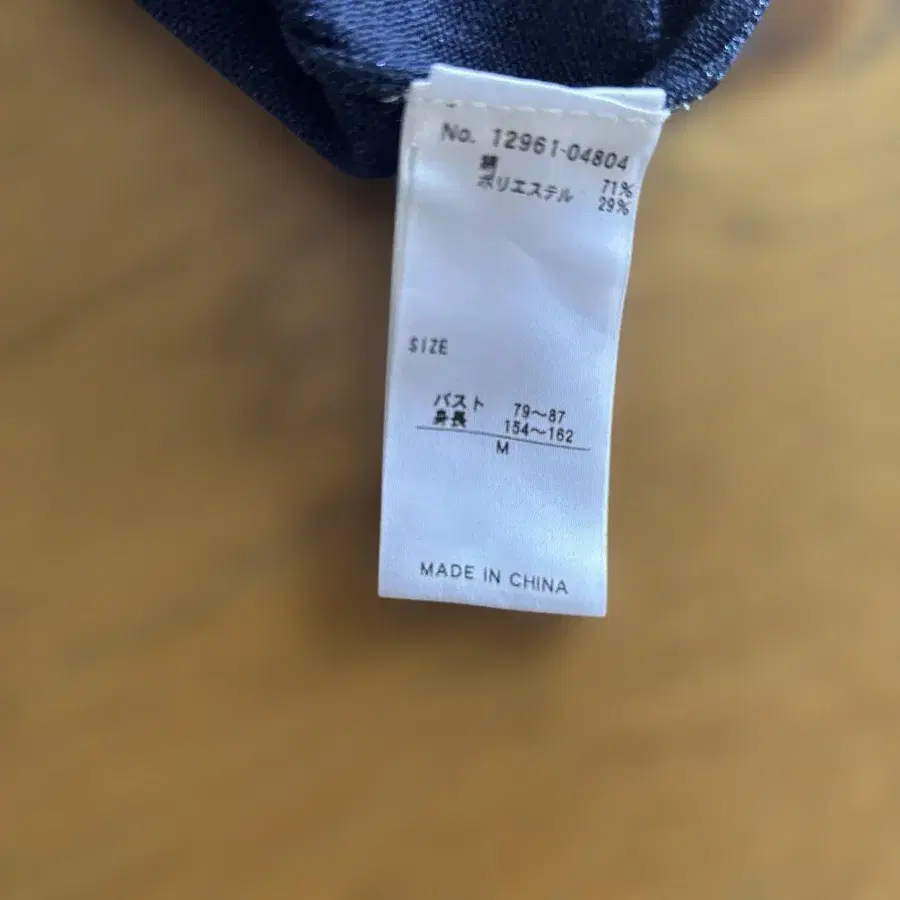 No. 12961-04804
綿 71%
ポリエステル 29%
SIZE
バスト 79～87
身長 154～162
M
MADE IN CHINA